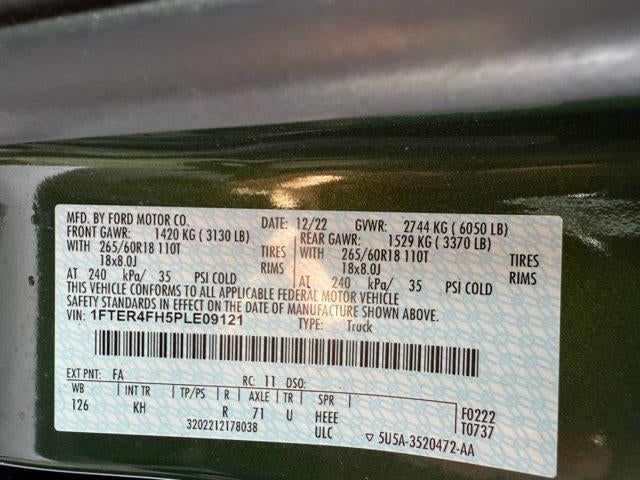 MFD. BY FORD MOTOR CO. DATE: 12/22 GVWR: 2744 KG ( 6050 LB)
FRONT GAWR: 1420 KG ( 3130 LB) REAR GAWR: 1529 KG ( 3370 LB)
WITH 265/60R18 110T TIRES WITH 265/60R18 110T TIRES
18x8.0J RIMS 18x8.0J RIMS
AT 240 kPa/ 35 PSI COLD AT 240 kPa/ 35 PSI COLD
THIS VEHICLE CONFORMS TO ALL APPLICABLE FEDERAL MOTOR VEHICLE
SAFETY STANDARDS IN EFFECT ON THE DATE OF MANUFACTURE SHOWN ABOVE.
VIN: 1FTER4FH5PLE09121 TYPE: Truck
EXT PNT: FA RC: 11 DSO:
WB INT TR TP/PS R AXLE TR SPR F0222
126 KH R 71 U HEEE T0737
3202212178038 ULC ▽ 5U5A-3520472-AA